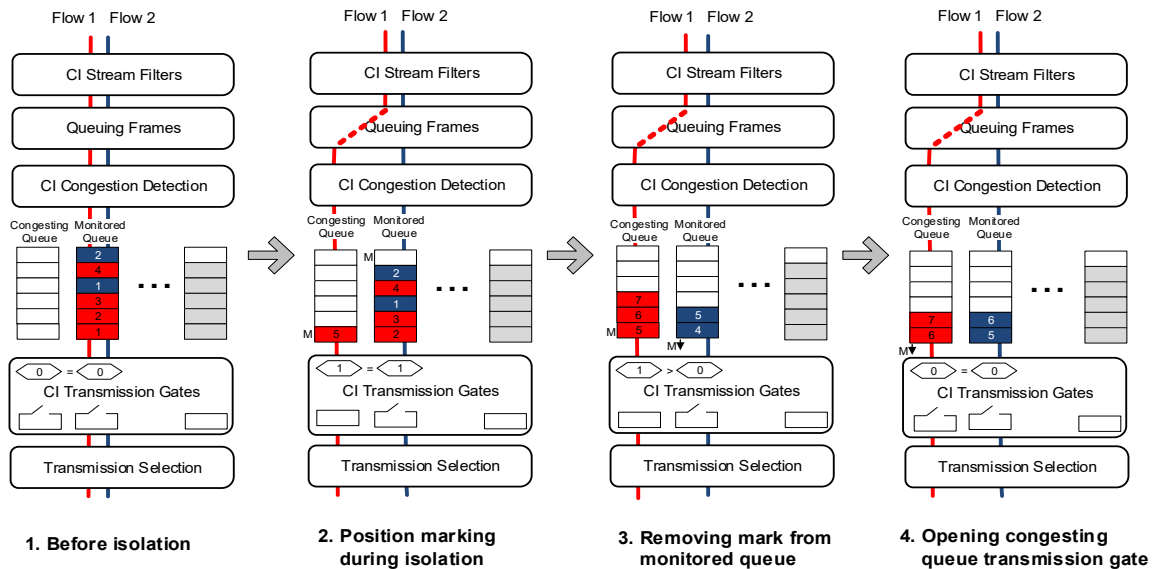 Flow 1 Flow 2
CI Stream Filters
Queuing Frames
CI Congestion Detection
Congesting Queue
Monitored Queue
2
4
1
3
2
1
...
0 = 0
CI Transmission Gates
Transmission Selection
1. Before isolation
Flow 1 Flow 2
CI Stream Filters
Queuing Frames
CI Congestion Detection
Congesting Queue
Monitored Queue
M
2
4
1
3
M 5 2
...
1 = 1
CI Transmission Gates
Transmission Selection
2. Position marking
during isolation
Flow 1 Flow 2
CI Stream Filters
Queuing Frames
CI Congestion Detection
Congesting Queue
Monitored Queue
7
6 5
M 5 4
M
...
1 > 0
CI Transmission Gates
Transmission Selection
3. Removing mark from
monitored queue
Flow 1 Flow 2
CI Stream Filters
Queuing Frames
CI Congestion Detection
Congesting Queue
Monitored Queue
7 6
6 5
M
...
0 = 0
CI Transmission Gates
Transmission Selection
4. Opening congesting
queue transmission gate